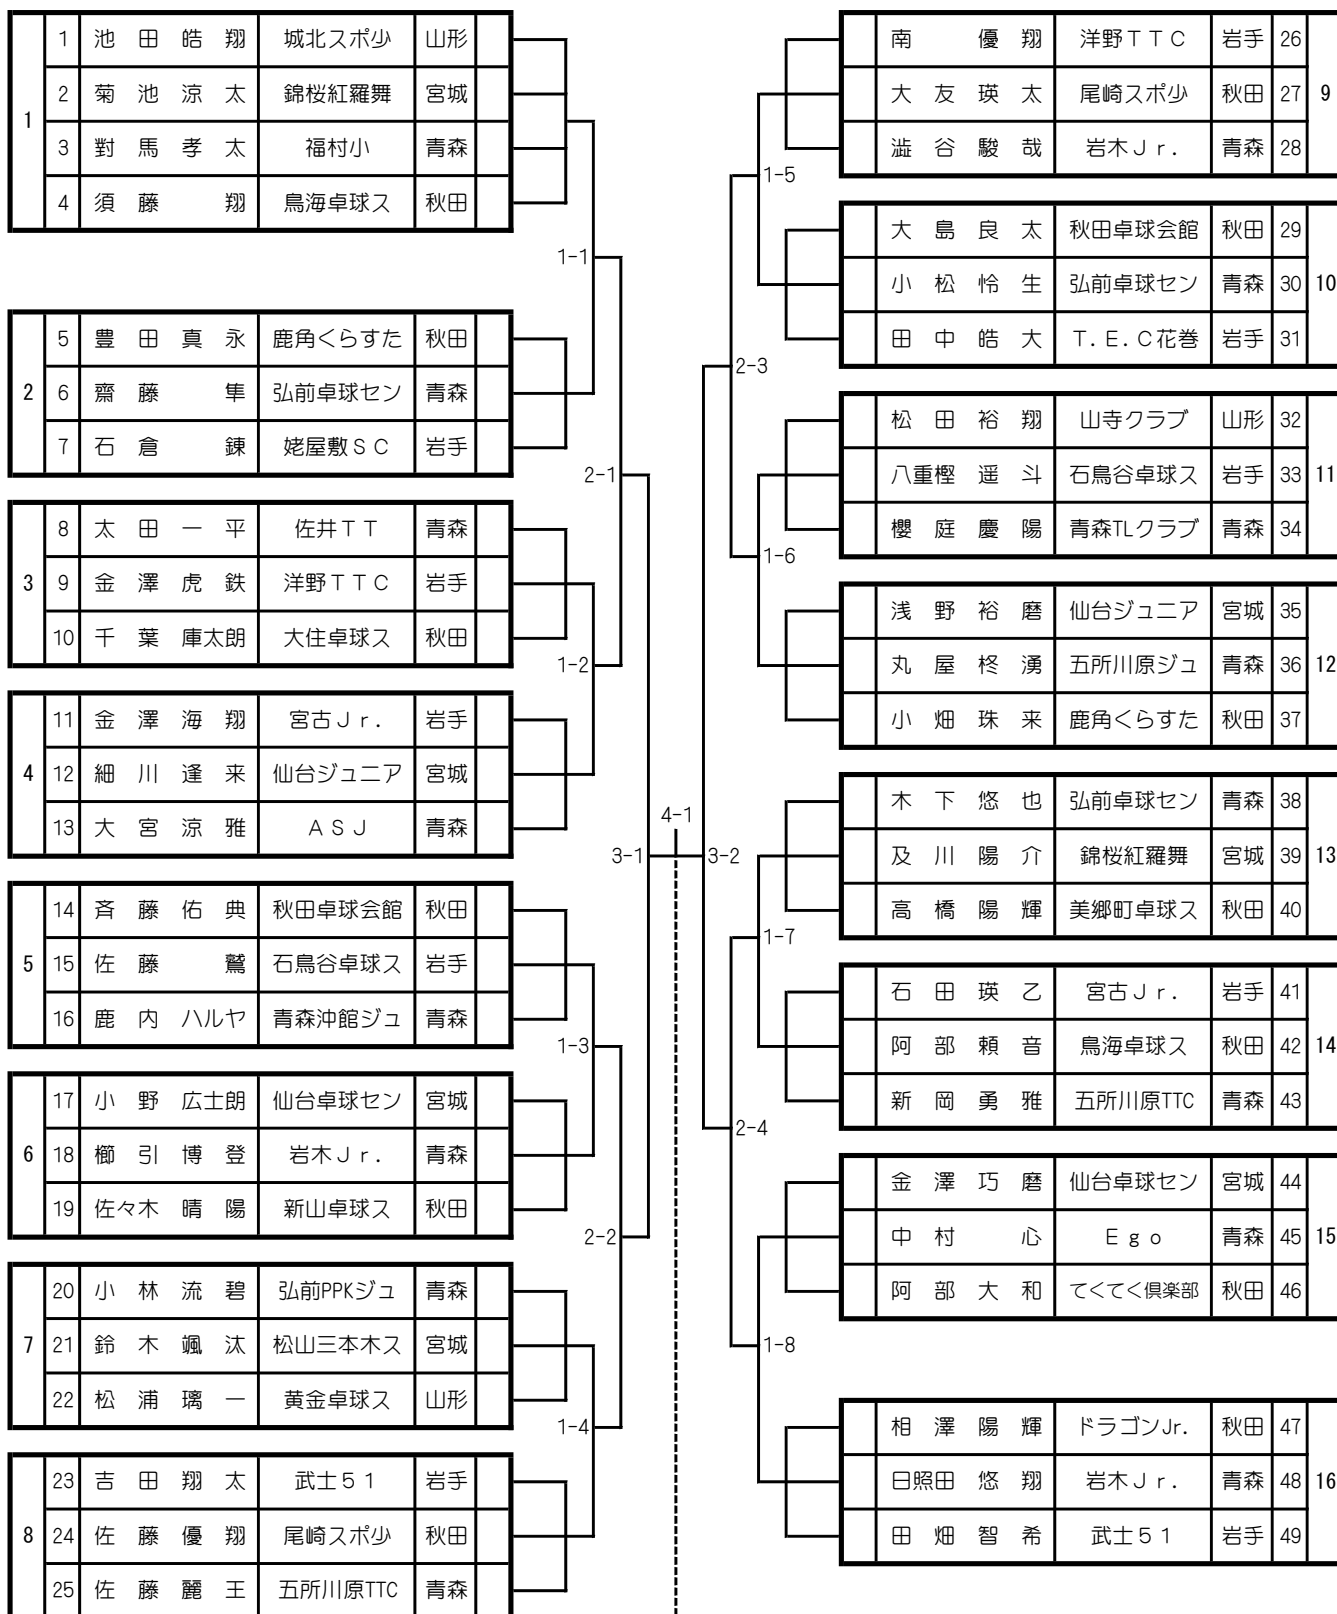 1
1 池田皓翔 城北スポ少 山形
2 菊池涼太 錦桜紅羅舞 宮城
3 對馬孝太 福村小 青森
4 須藤 翔 鳥海卓球ス 秋田
1-1
2
5 豊田真永 鹿角くらすた 秋田
6 齋藤 隼 弘前卓球セン 青森
7 石倉 錬 姥屋敷ＳＣ 岩手
2-1
3
8 太田一平 佐井ＴＴ 青森
9 金澤虎鉄 洋野ＴＴＣ 岩手
10 千葉庫太朗 大住卓球ス 秋田
1-2
4
11 金澤海翔 宮古Ｊｒ. 岩手
12 細川逢来 仙台ジュニア 宮城
13 大宮涼雅 ＡＳＪ 青森
3-1
5
14 斉藤佑典 秋田卓球会館 秋田
15 佐藤 鷲 石鳥谷卓球ス 岩手
16 鹿内ハルヤ 青森沖館ジュ 青森
1-3
6
17 小野広士朗 仙台卓球セン 宮城
18 櫛引博登 岩木Ｊｒ. 青森
19 佐々木晴陽 新山卓球ス 秋田
2-2
7
20 小林流碧 弘前PPKジュ 青森
21 鈴木颯汰 松山三本木ス 宮城
22 松浦璃一 黄金卓球ス 山形
1-4
8
23 吉田翔太 武士５１ 岩手
24 佐藤優翔 尾崎スポ少 秋田
25 佐藤麗王 五所川原TTC 青森
4-1
南 優翔 洋野ＴＴＣ 岩手 26
大友瑛太 尾崎スポ少 秋田 27
澁谷駿哉 岩木Ｊｒ. 青森 28
9
1-5
大島良太 秋田卓球会館 秋田 29
小松怜生 弘前卓球セン 青森 30
田中皓大 Ｔ.Ｅ.Ｃ花巻 岩手 31
10
2-3
松田裕翔 山寺クラブ 山形 32
八重樫遥斗 石鳥谷卓球ス 岩手 33
櫻庭慶陽 青森TLクラブ 青森 34
11
1-6
浅野裕磨 仙台ジュニア 宮城 35
丸屋柊湧 五所川原ジュ 青森 36
小畑珠来 鹿角くらすた 秋田 37
12
3-2
木下悠也 弘前卓球セン 青森 38
及川陽介 錦桜紅羅舞 宮城 39
高橋陽輝 美郷町卓球ス 秋田 40
13
1-7
石田瑛乙 宮古Ｊｒ. 岩手 41
阿部頼音 鳥海卓球ス 秋田 42
新岡勇雅 五所川原TTC 青森 43
14
2-4
金澤巧磨 仙台卓球セン 宮城 44
中村 心 Ｅｇｏ 青森 45
阿部大和 てくてく倶楽部 秋田 46
15
1-8
相澤陽輝 ドラゴンJr. 秋田 47
日照田悠翔 岩木Ｊｒ. 青森 48
田畑智希 武士５１ 岩手 49
16